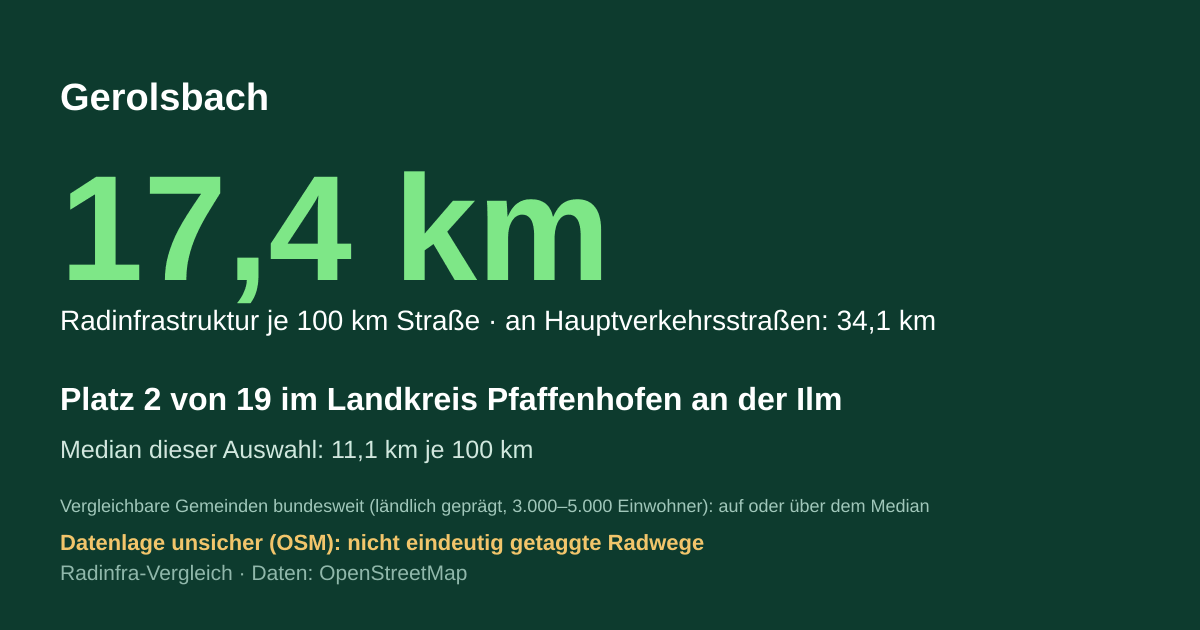 Gerolsbach
17,4 km
Radinfrastruktur je 100 km Straße · an Hauptverkehrsstraßen: 34,1 km
Platz 2 von 19 im Landkreis Pfaffenhofen an der Ilm
Median dieser Auswahl: 11,1 km je 100 km
Vergleichbare Gemeinden bundesweit (ländlich geprägt, 3.000–5.000 Einwohner): auf oder über dem Median
Datenlage unsicher (OSM): nicht eindeutig getaggte Radwege
Radinfra-Vergleich · Daten: OpenStreetMap